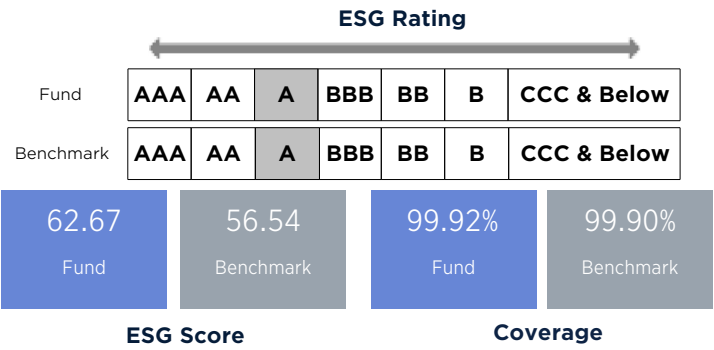 ESG Rating
Fund AAA AA A BBB BB B CCC & Below
Benchmark AAA AA A BBB BB B CCC & Below
62.67 56.54 99.92% 99.90%
Fund Benchmark Fund Benchmark
ESG Score Coverage